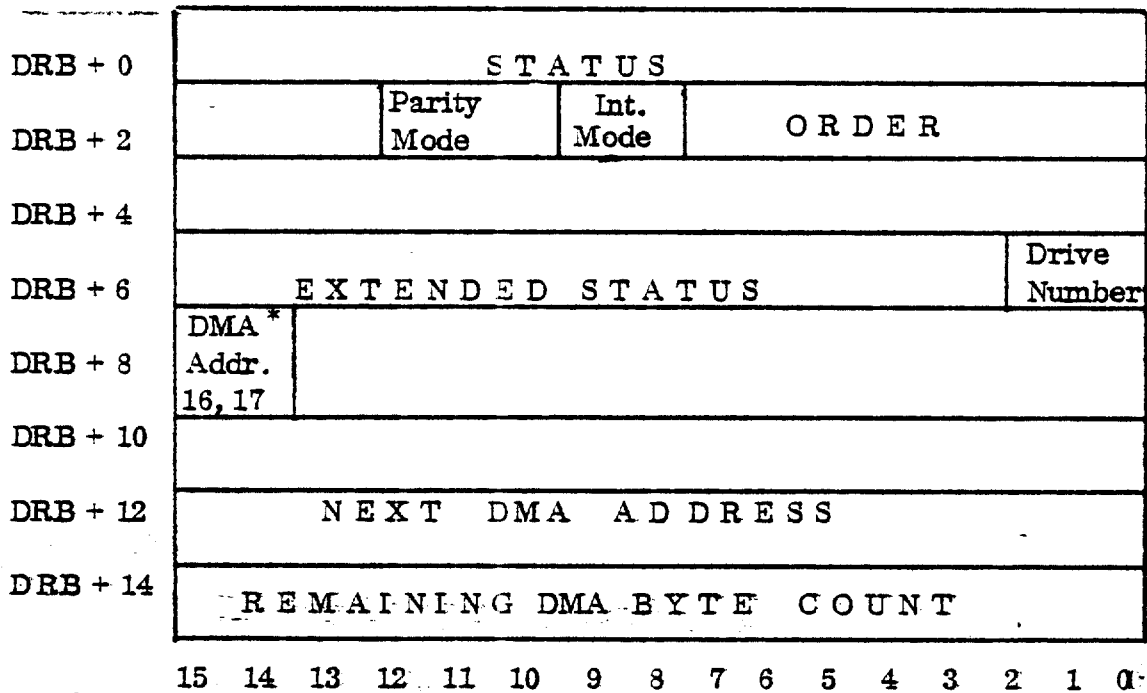 DRB + 0 STATUS
DRB + 2 Parity Mode Int. Mode ORDER
DRB + 4
DRB + 6 EXTENDED STATUS Drive Number
DRB + 8 DMA * Addr. 16, 17
DRB + 10
DRB + 12 NEXT DMA ADDRESS
DRB + 14 REMAINING DMA BYTE COUNT
15 14 13 12 11 10 9 8 7 6 5 4 3 2 1 0